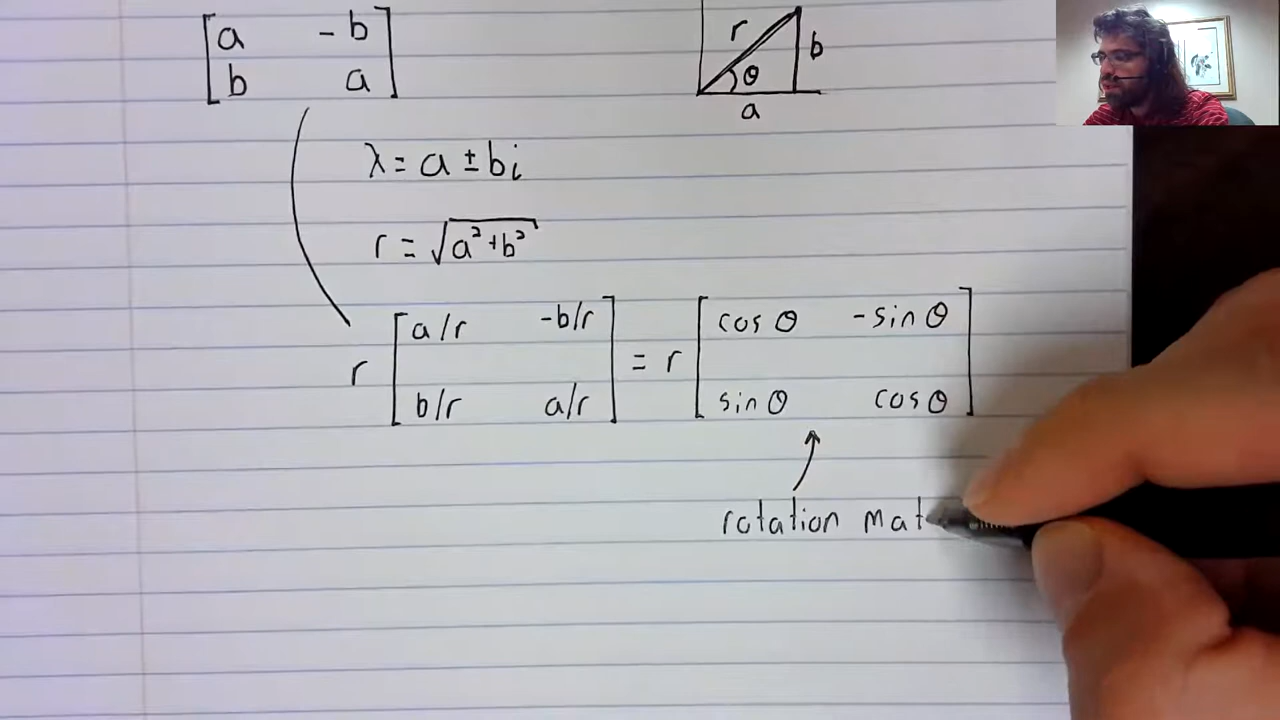 [a -b
b a]
r
θ
b
a
λ = a ± bi
r = √a²+b²
r [a/r -b/r
b/r a/r] = r [cos θ -sin θ
sin θ cos θ]
rotation mat